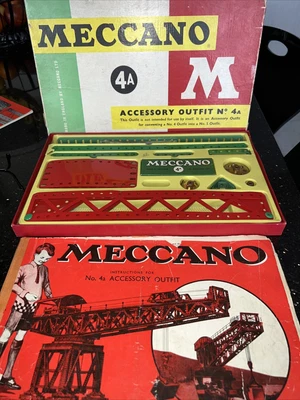 MECCANO
4A
M
ACCESSORY OUTFIT Nº 4A
This Outfit is not intended for use by itself. It is an Accessory Outfit
for converting a No. 4 Outfit into a No. 5 Outfit.
MECCANO
MECCANO
INSTRUCTIONS FOR
No. 4A ACCESSORY OUTFIT